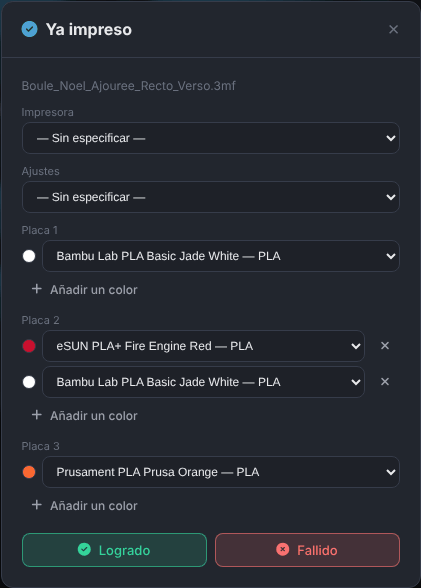 Ya impreso
Boule_Noel_Ajouree_Recto_Verso.3mf
Impresora
— Sin especificar —
Ajustes
— Sin especificar —
Placa 1
Bambu Lab PLA Basic Jade White — PLA
+ Añadir un color
Placa 2
eSUN PLA+ Fire Engine Red — PLA
Bambu Lab PLA Basic Jade White — PLA
+ Añadir un color
Placa 3
Prusament PLA Prusa Orange — PLA
+ Añadir un color
Logrado
Fallido